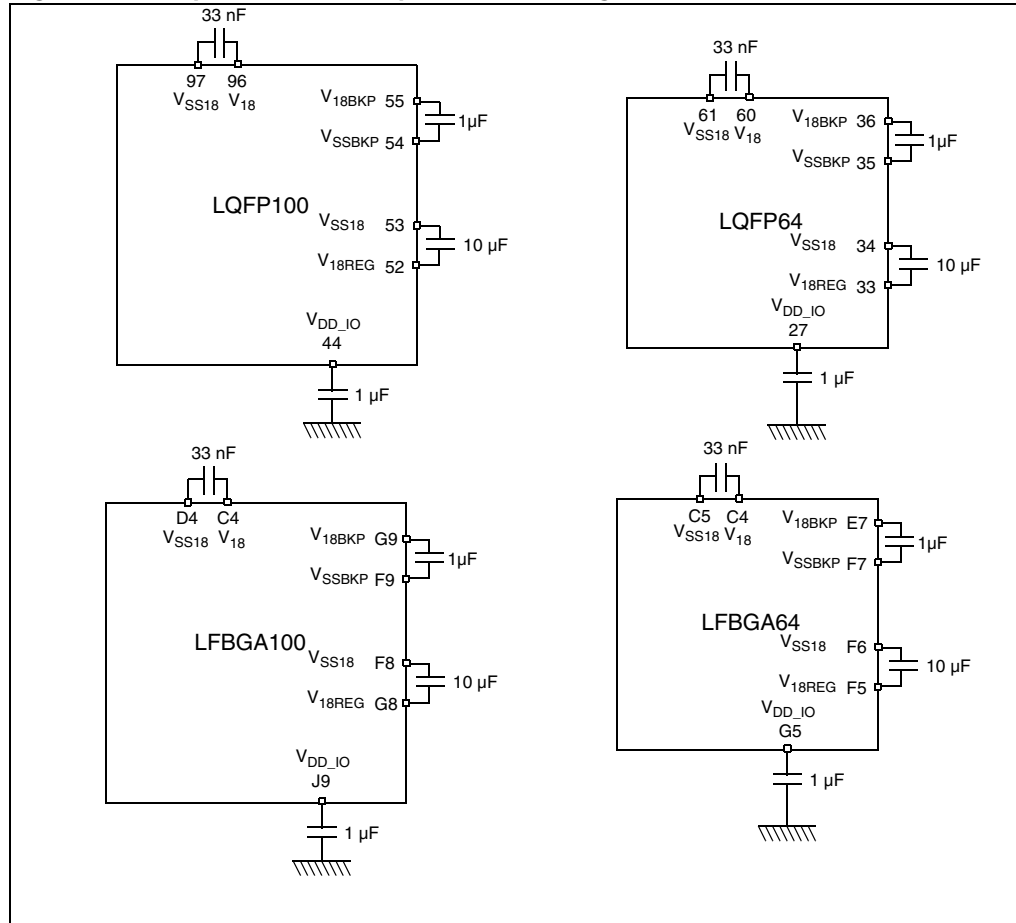 33 nF
97 96
VSS18 V18
V18BKP 55
1µF
VSSBKP 54
LQFP100
VSS18 53
10 µF
V18REG 52
VDD_IO
44
1 µF
33 nF
61 60
VSS18 V18
V18BKP 36
1µF
VSSBKP 35
LQFP64
VSS18 34
10 µF
V18REG 33
VDD_IO
27
1 µF
33 nF
D4 C4
VSS18 V18
V18BKP G9
1µF
VSSBKP F9
LFBGA100
VSS18 F8
10 µF
V18REG G8
VDD_IO
J9
1 µF
33 nF
C5 C4
VSS18 V18
V18BKP E7
1µF
VSSBKP F7
LFBGA64
VSS18 F6
10 µF
V18REG F5
VDD_IO
G5
1 µF